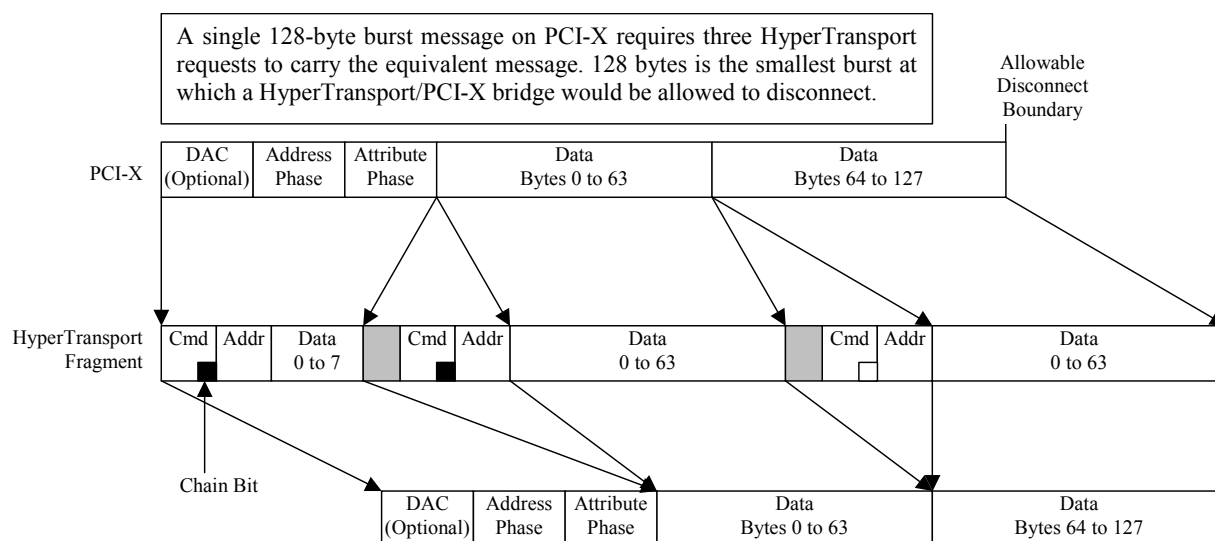 A single 128-byte burst message on PCI-X requires three HyperTransport
requests to carry the equivalent message. 128 bytes is the smallest burst at
which a HyperTransport/PCI-X bridge would be allowed to disconnect.
Allowable
Disconnect
Boundary
PCI-X
DAC
(Optional)
Address
Phase
Attribute
Phase
Data
Bytes 0 to 63
Data
Bytes 64 to 127
HyperTransport
Fragment
Cmd
Addr
Data
0 to 7
Cmd
Addr
Data
0 to 63
Cmd
Addr
Data
0 to 63
Chain Bit
DAC
(Optional)
Address
Phase
Attribute
Phase
Data
Bytes 0 to 63
Data
Bytes 64 to 127